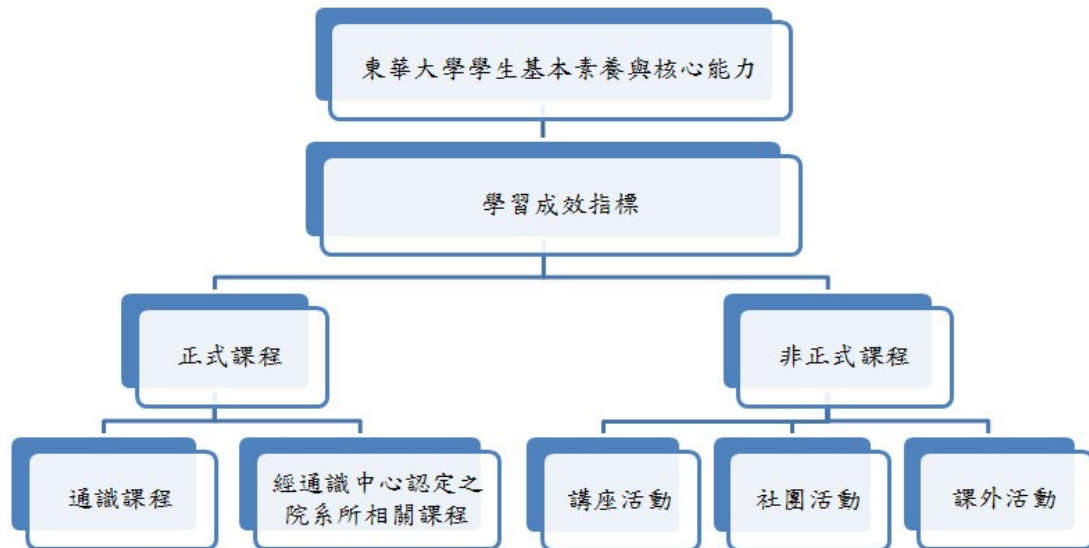 東華大學學生基本素養與核心能力
學習成效指標
正式課程
非正式課程
通識課程
經通識中心認定之
院系所相關課程
講座活動
社團活動
課外活動